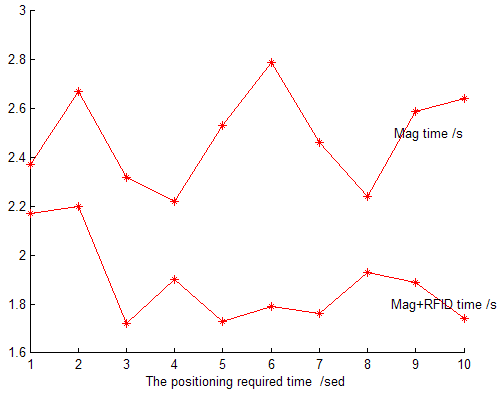 3
2.8
2.6
Mag time /s
2.4
2.2
2
Mag+RFID time /s
1.8
1.6
1 2 3 4 5 6 7 8 9 10
The positioning required time /sed